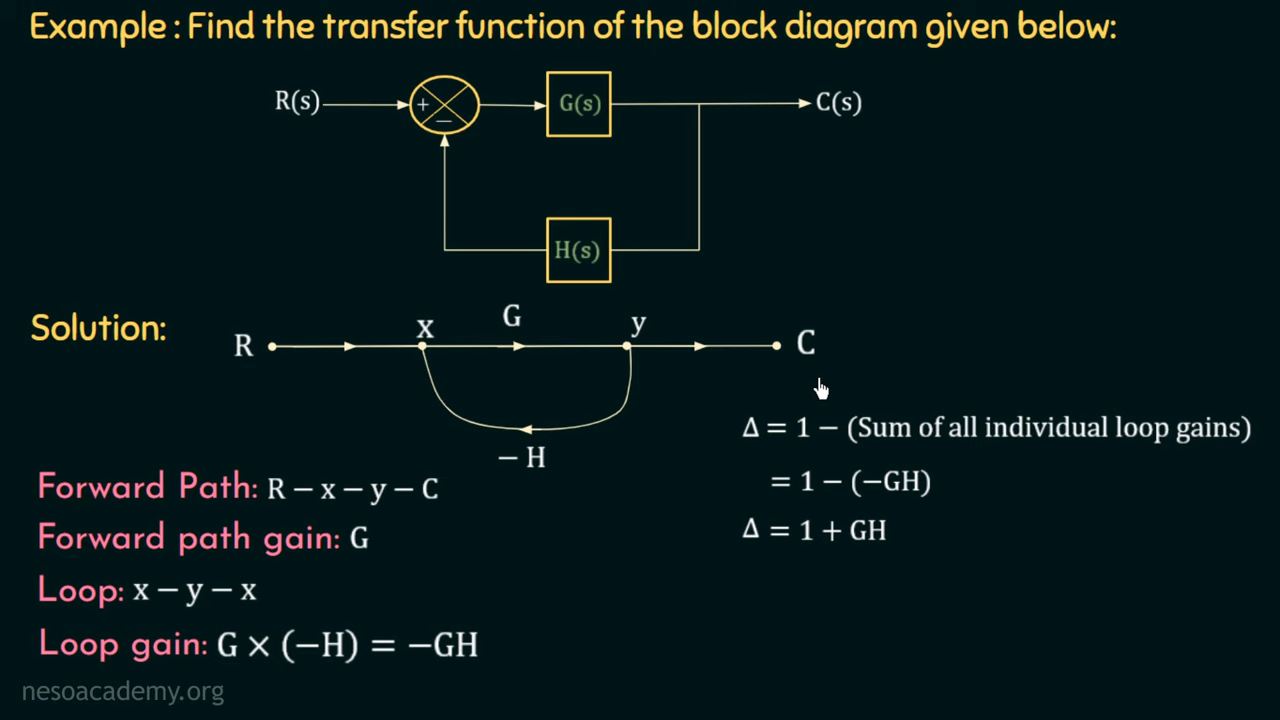 Example : Find the transfer function of the block diagram given below:
R(s)
+
−
G(s)
C(s)
H(s)
Solution:
R
x
G
y
C
− H
Δ = 1 − (Sum of all individual loop gains)
= 1 − (−GH)
Δ = 1 + GH
Forward Path: R − x − y − C
Forward path gain: G
Loop: x − y − x
Loop gain: G × (−H) = −GH
nesoacademy.org